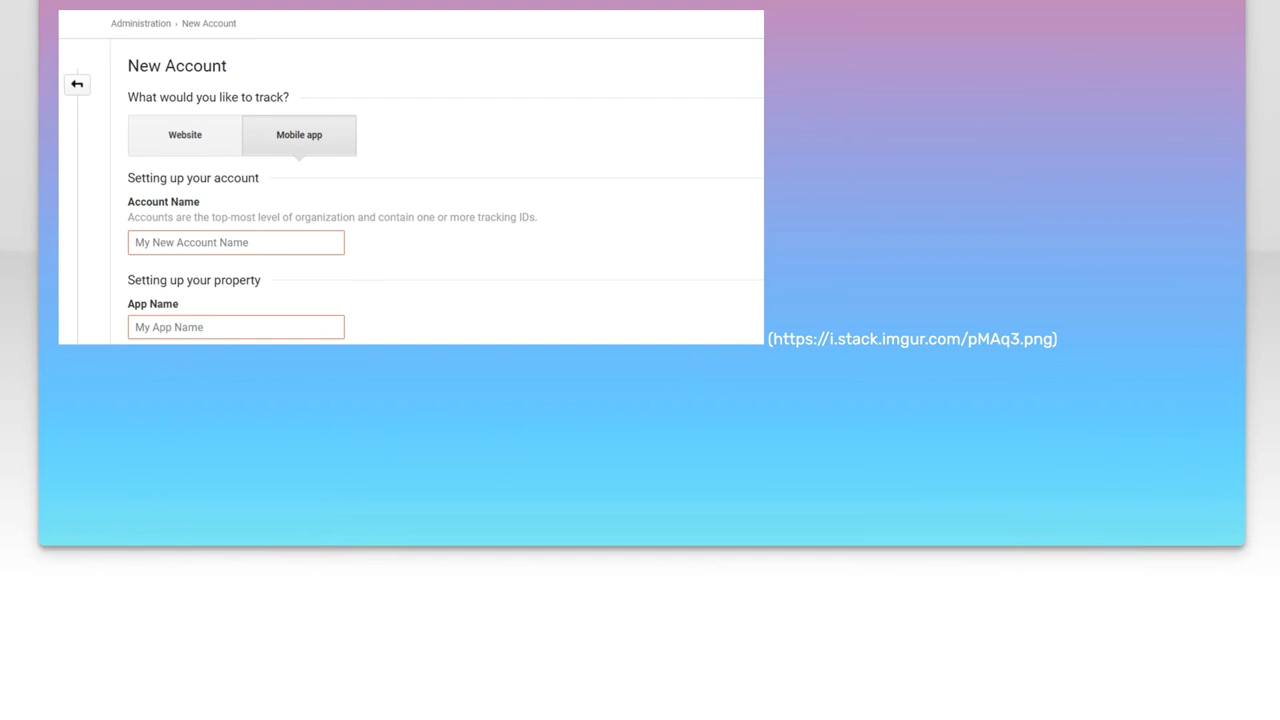 Administration › New Account
New Account
What would you like to track?
Website
Mobile app
Setting up your account
Account Name
Accounts are the top-most level of organization and contain one or more tracking IDs.
My New Account Name
Setting up your property
App Name
My App Name
(https://i.stack.imgur.com/pMAq3.png)